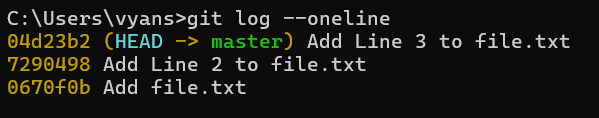 C:\Users\vyans>git log --oneline
04d23b2 (HEAD -> master) Add Line 3 to file.txt
7290498 Add Line 2 to file.txt
0670f0b Add file.txt